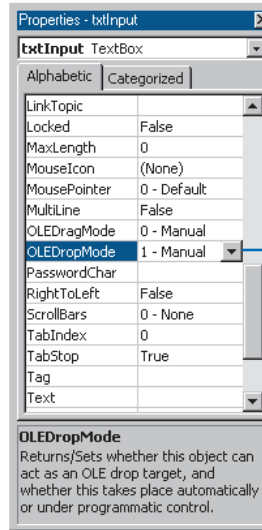 Properties - txtInput
txtInput TextBox
Alphabetic Categorized
LinkTopic
Locked False
MaxLength 0
MouseIcon (None)
MousePointer 0 - Default
MultiLine False
OLEDragMode 0 - Manual
OLEDropMode 1 - Manual
PasswordChar
RightToLeft False
ScrollBars 0 - None
TabIndex 0
TabStop True
Tag
Text
OLEDropMode
Returns/Sets whether this object can
act as an OLE drop target, and
whether this takes place automatically
or under programmatic control.